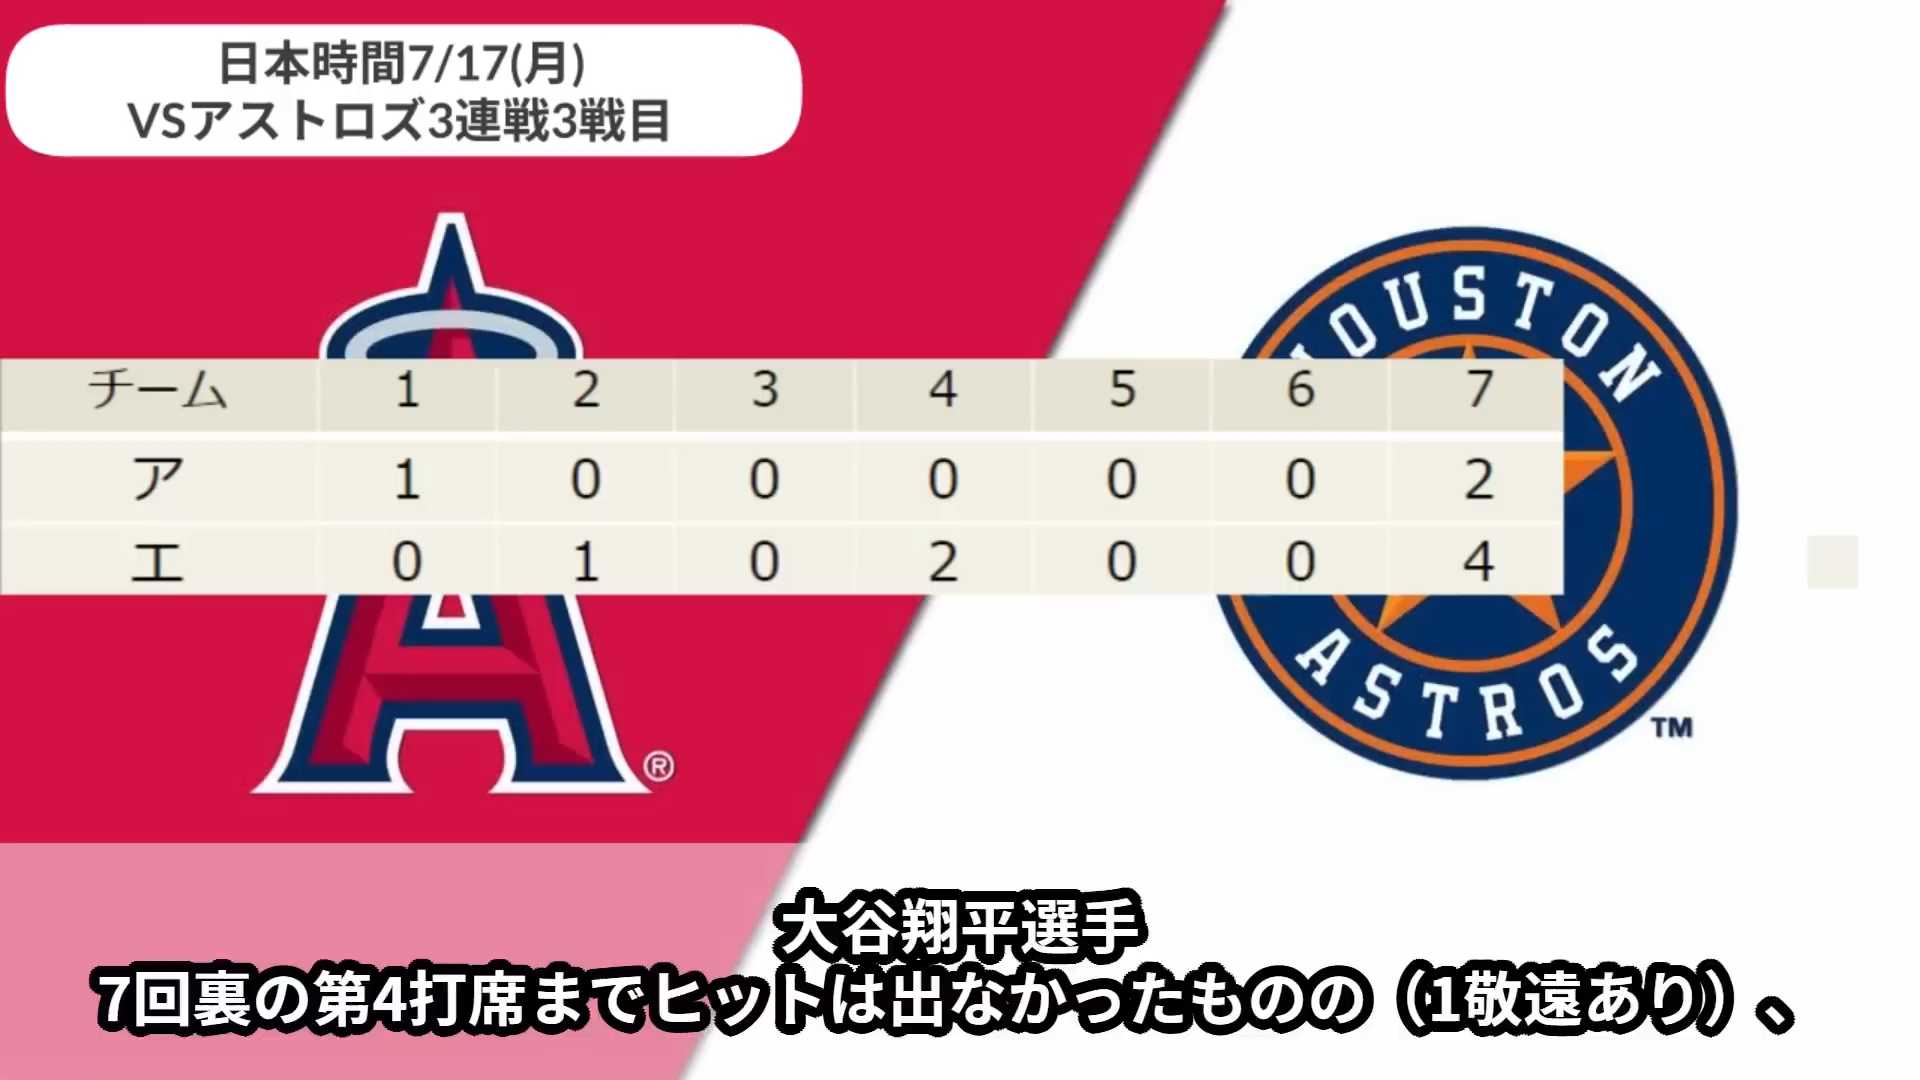 日本時間7/17(月)
VSアストロズ3連戦3戦目
HOUSTON
チーム 1 2 3 4 5 6 7
ア 1 0 0 0 0 0 2
エ 0 1 0 2 0 0 4
A
®
ASTROS
TM
大谷翔平選手
7回裏の第4打席までヒットは出なかったものの（1敬遠あり）、